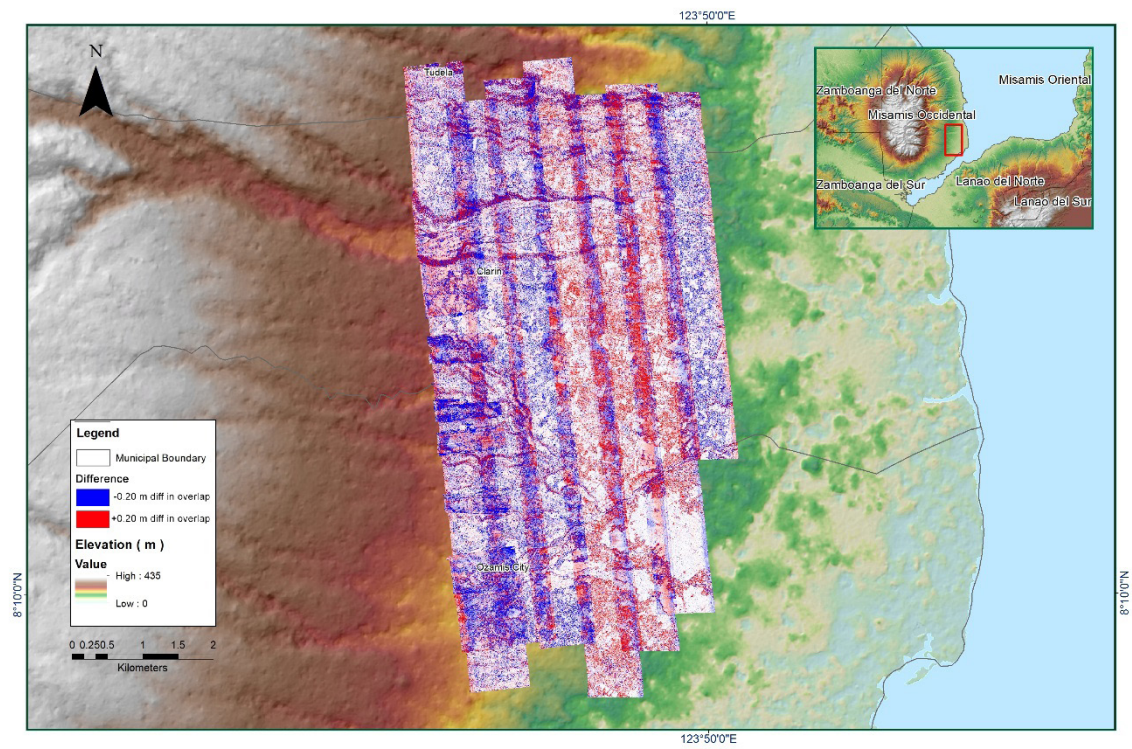 123°50'0"E
N
Tudela
Clarin
Ozamis City
Zamboanga del Norte
Misamis Oriental
Misamis Occidental
Zamboanga del Sur
Lanao del Norte
Lanao del Sur
Legend
Municipal Boundary
Difference
-0.20 m diff in overlap
+0.20 m diff in overlap
Elevation ( m )
Value
High : 435
Low : 0
0 0.250.5 1 1.5 2
Kilometers
8°10'0"N
8°10'0"N
123°50'0"E